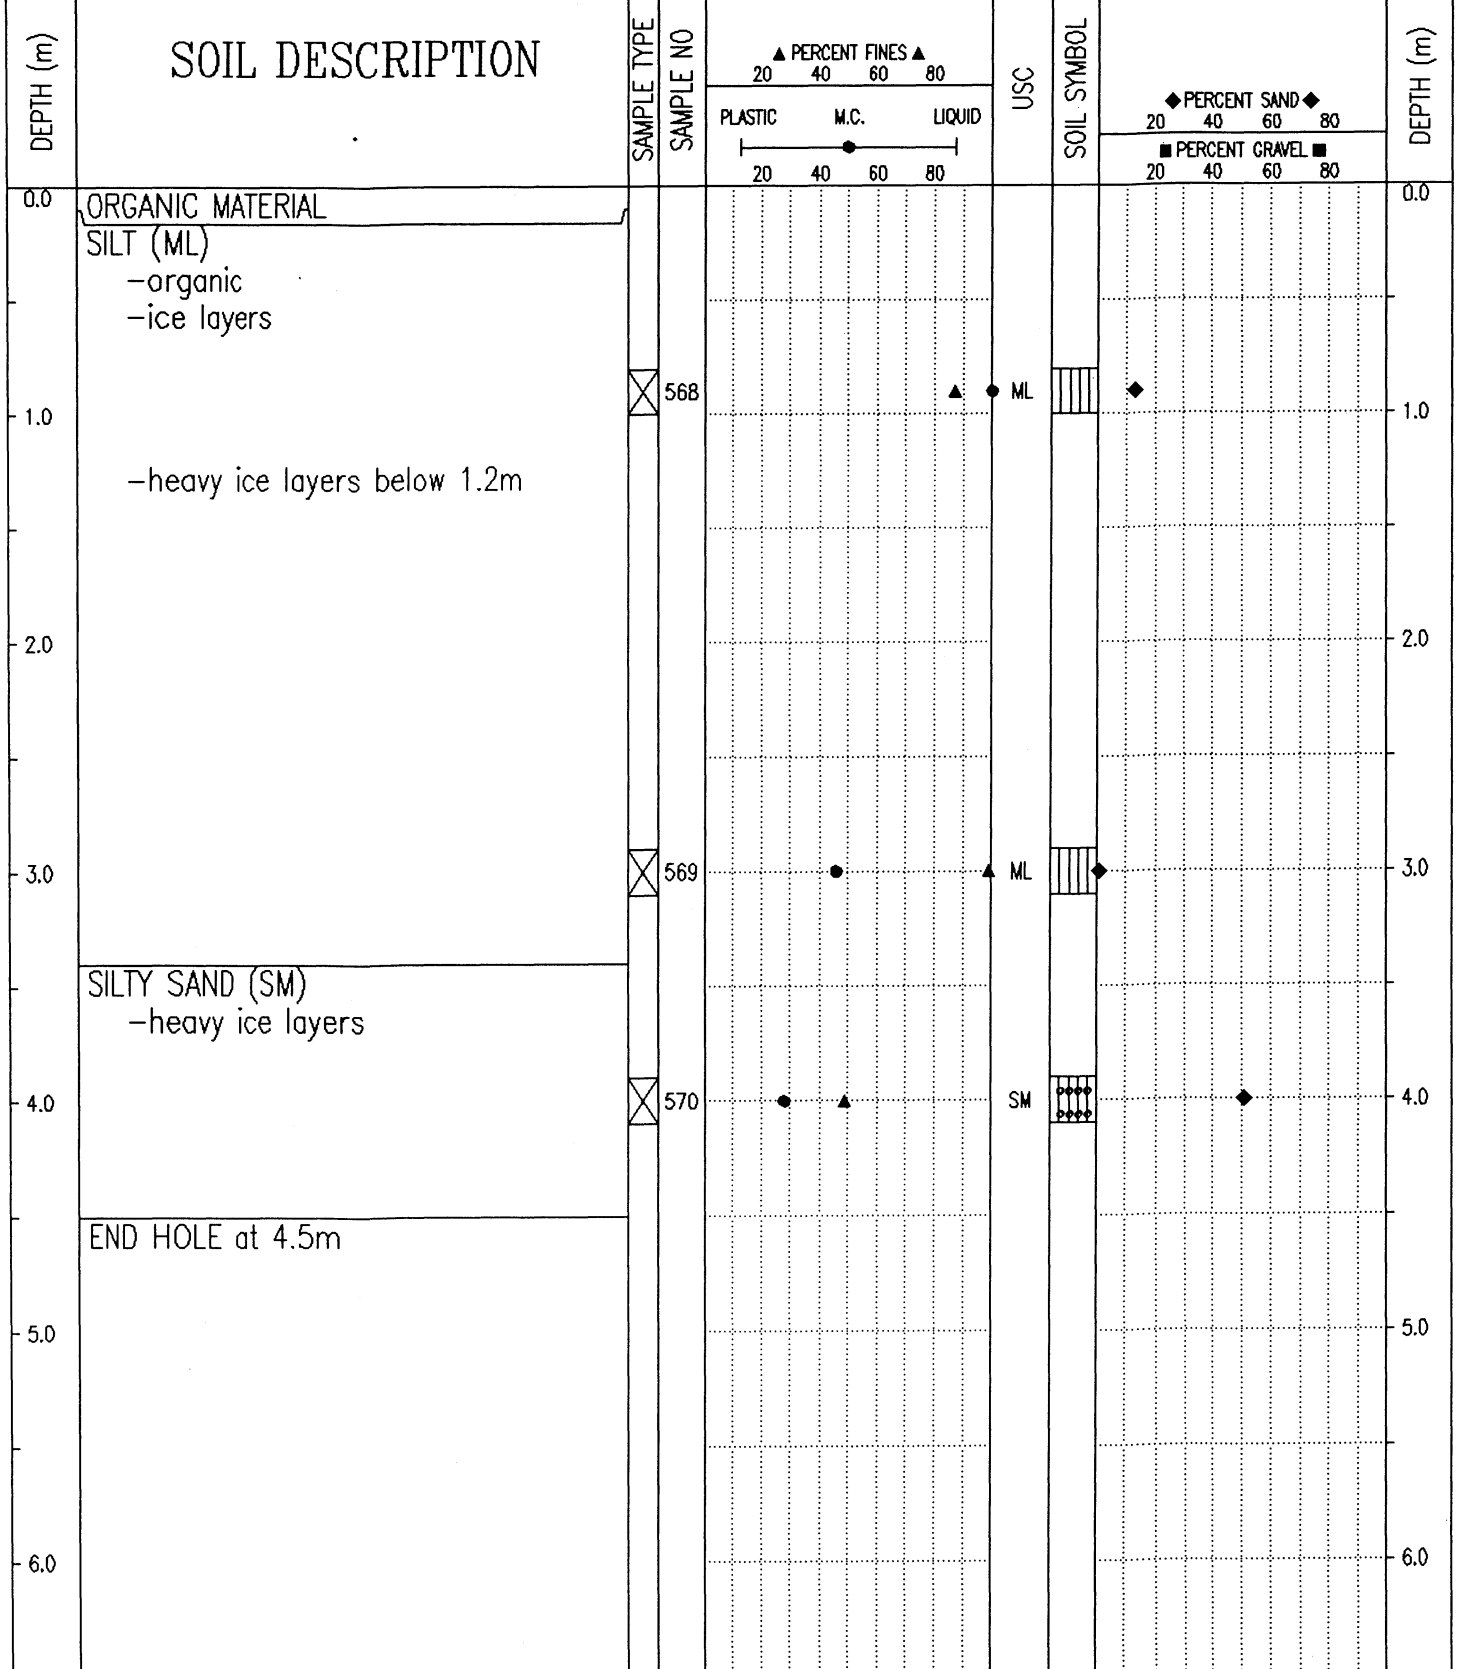 DEPTH (m)
SOIL DESCRIPTION
SAMPLE TYPE
SAMPLE NO
▲ PERCENT FINES ▲
20 40 60 80
PLASTIC M.C. LIQUID
20 40 60 80
USC
SOIL SYMBOL
◆ PERCENT SAND ◆
20 40 60 80
■ PERCENT GRAVEL ■
20 40 60 80
DEPTH (m)
0.0 ORGANIC MATERIAL 0.0
SILT (ML)
-organic
-ice layers
568 ML
1.0 1.0
-heavy ice layers below 1.2m
2.0 2.0
3.0 569 ML 3.0
SILTY SAND (SM)
-heavy ice layers
4.0 570 SM 4.0
END HOLE at 4.5m
5.0 5.0
6.0 6.0